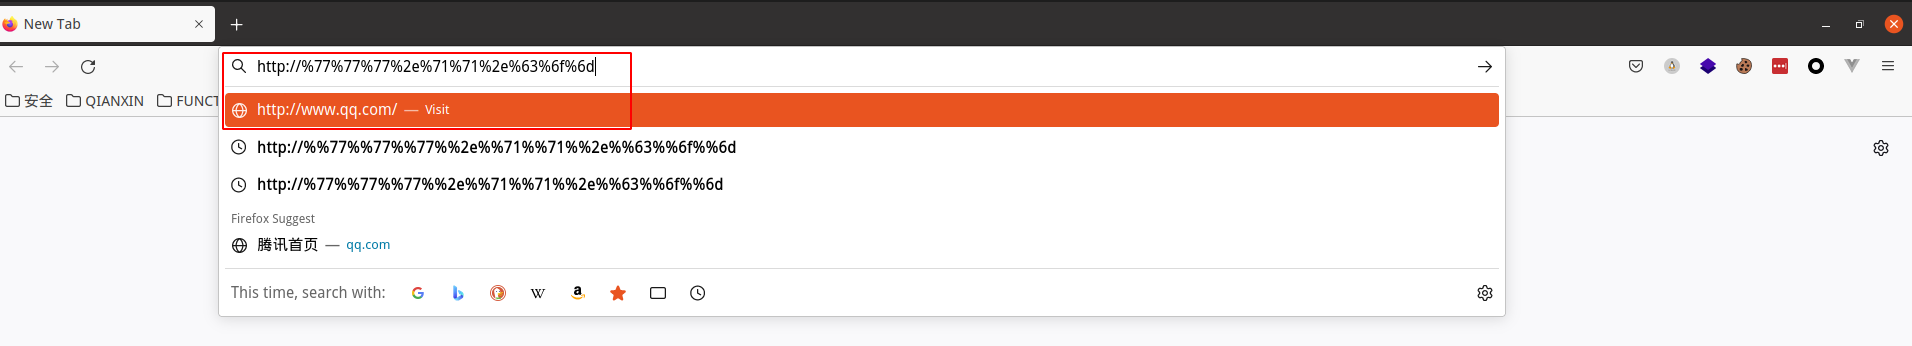 New Tab
http://%77%77%77%2e%71%71%2e%63%6f%6d
安全 QIANXIN FUNCT
http://www.qq.com/ — Visit
http://%%77%%77%%77%%2e%%71%%71%%2e%%63%%6f%%6d
http://%77%%77%%77%%2e%%71%%71%%2e%%63%%6f%%6d
Firefox Suggest
腾讯首页 — qq.com
This time, search with: